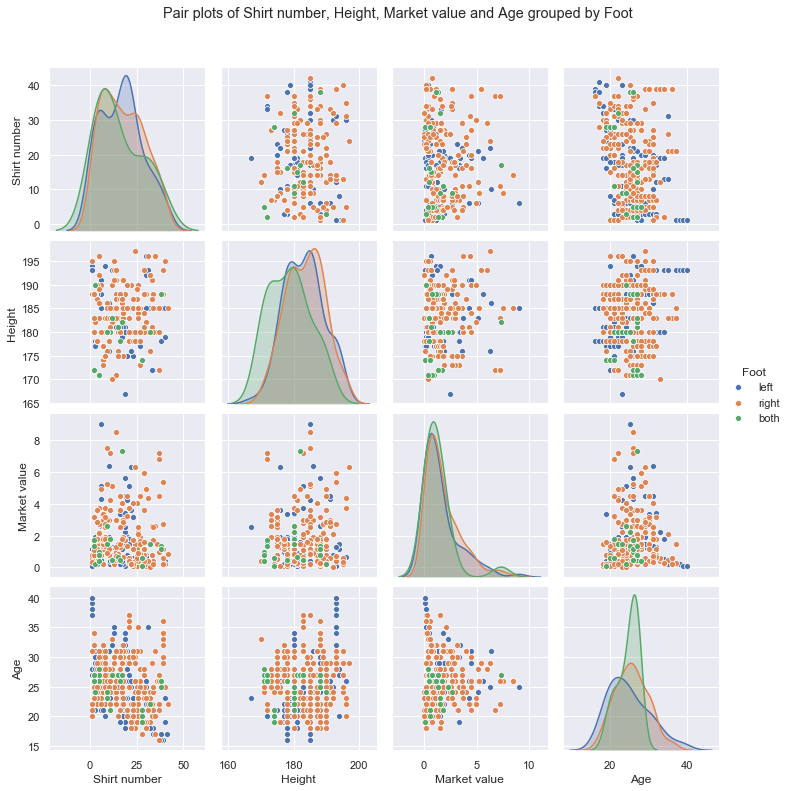 Pair plots of Shirt number, Height, Market value and Age grouped by Foot
40
30
20
10
0
Shirt number
195
190
185
180
175
170
165
Height
Foot
left
right
both
8
6
4
2
0
Market value
40
35
30
25
20
15
Age
0 25 50
160 180 200
0 5 10
20 40
Shirt number Height Market value Age